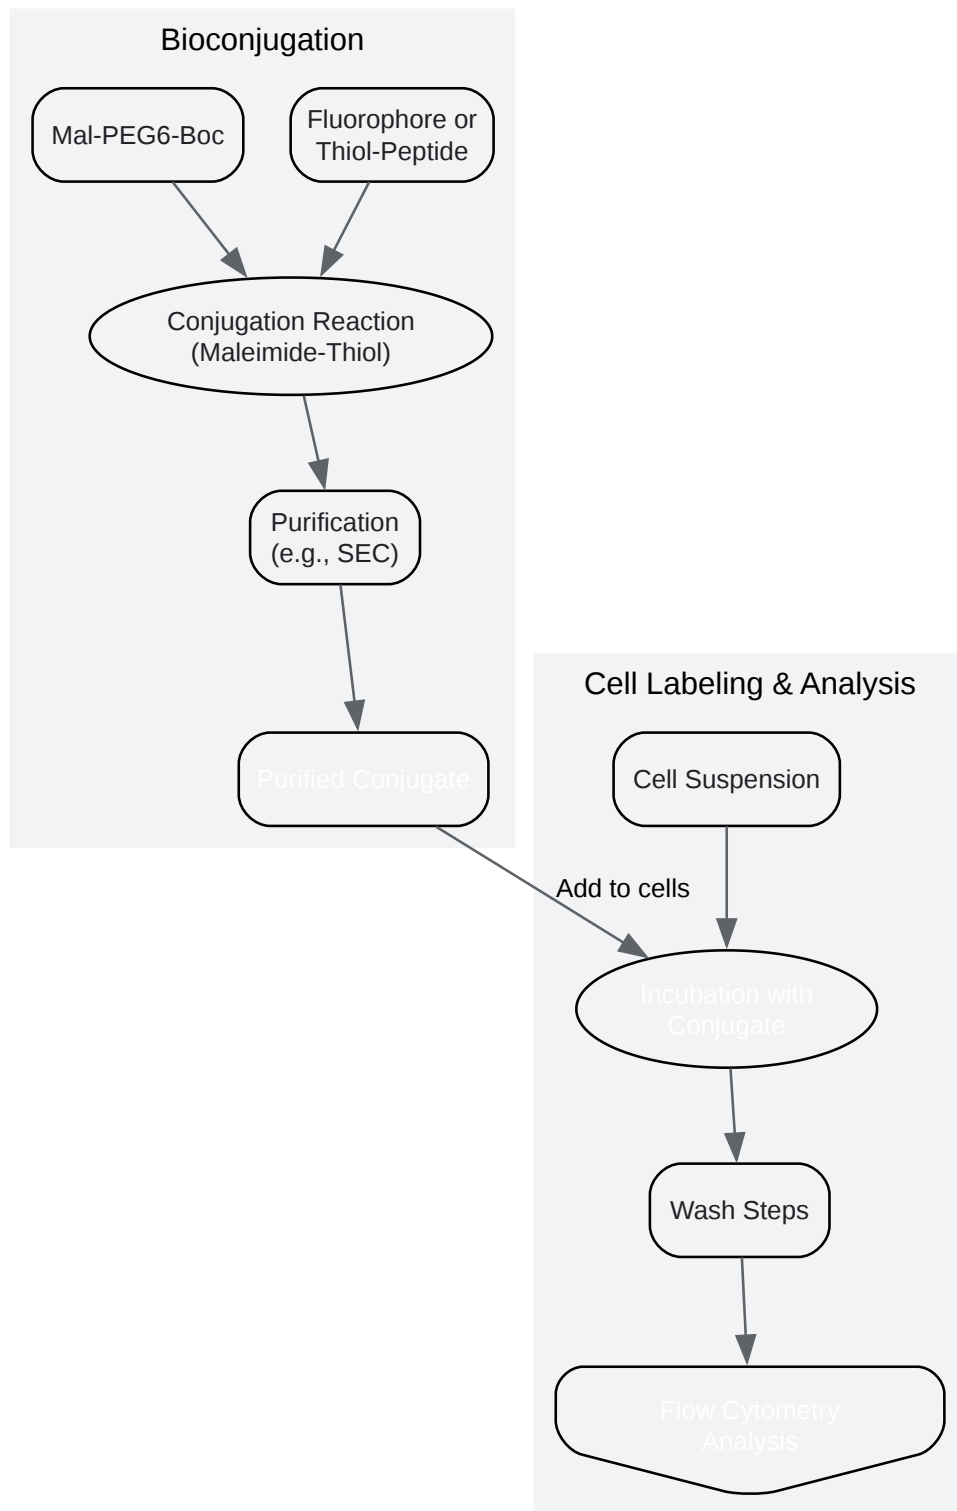 Bioconjugation
Mal-PEG6-Boc
Fluorophore or
Thiol-Peptide
Conjugation Reaction
(Maleimide-Thiol)
Purification
(e.g., SEC)
Purified Conjugate
Cell Labeling & Analysis
Cell Suspension
Add to cells
Incubation with
Conjugate
Wash Steps
Flow Cytometry
Analysis